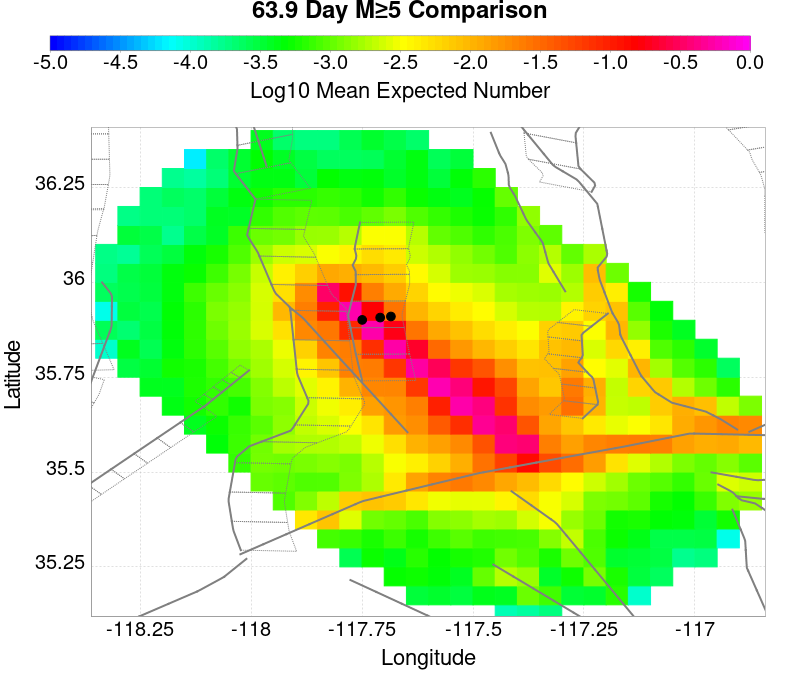 63.9 Day M≥5 Comparison
-5.0 -4.5 -4.0 -3.5 -3.0 -2.5 -2.0 -1.5 -1.0 -0.5 0.0
Log10 Mean Expected Number
36.25
36
35.75
35.5
35.25
Latitude
-118.25 -118 -117.75 -117.5 -117.25 -117
Longitude